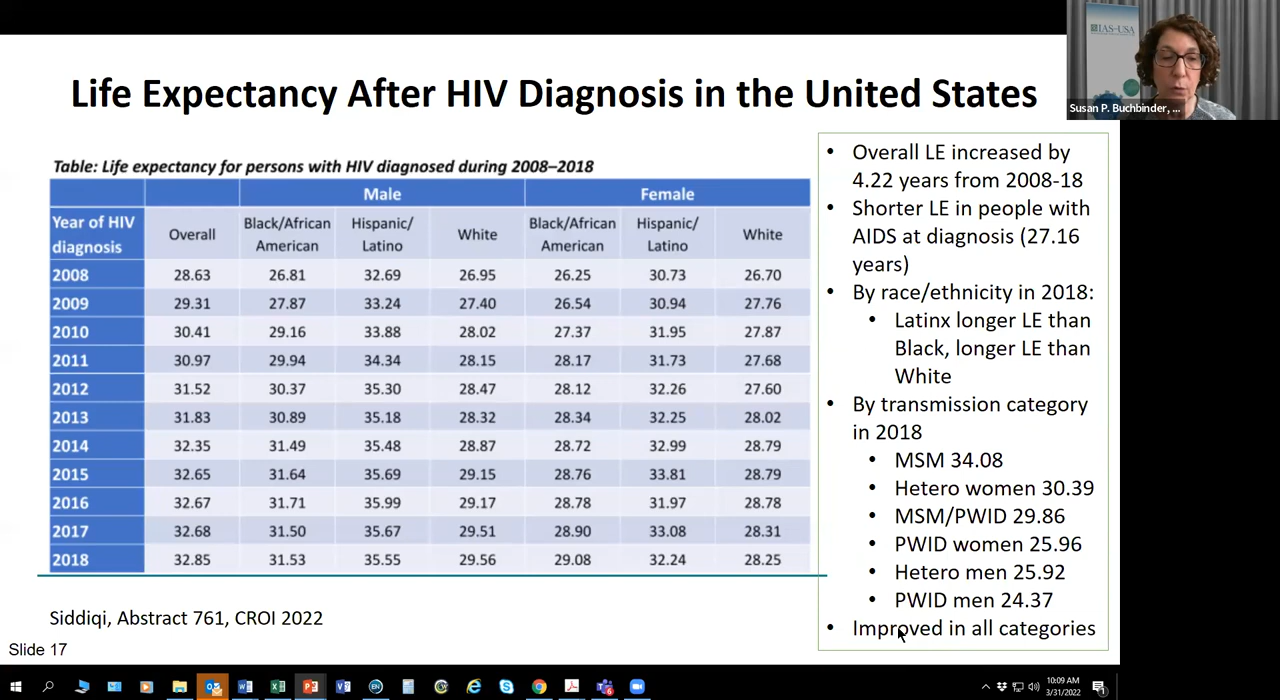 IAS-USA
Susan P. Buchbinder, ...
Life Expectancy After HIV Diagnosis in the United States
Table: Life expectancy for persons with HIV diagnosed during 2008–2018
Male Female
Year of HIV diagnosis Overall Black/African American Hispanic/ Latino White Black/African American Hispanic/ Latino White
2008 28.63 26.81 32.69 26.95 26.25 30.73 26.70
2009 29.31 27.87 33.24 27.40 26.54 30.94 27.76
2010 30.41 29.16 33.88 28.02 27.37 31.95 27.87
2011 30.97 29.94 34.34 28.15 28.17 31.73 27.68
2012 31.52 30.37 35.30 28.47 28.12 32.26 27.60
2013 31.83 30.89 35.18 28.32 28.34 32.25 28.02
2014 32.35 31.49 35.48 28.87 28.72 32.99 28.79
2015 32.65 31.64 35.69 29.15 28.76 33.81 28.79
2016 32.67 31.71 35.99 29.17 28.78 31.97 28.78
2017 32.68 31.50 35.67 29.51 28.90 33.08 28.31
2018 32.85 31.53 35.55 29.56 29.08 32.24 28.25
• Overall LE increased by
4.22 years from 2008-18
• Shorter LE in people with
AIDS at diagnosis (27.16
years)
• By race/ethnicity in 2018:
• Latinx longer LE than
Black, longer LE than
White
• By transmission category
in 2018
• MSM 34.08
• Hetero women 30.39
• MSM/PWID 29.86
• PWID women 25.96
• Hetero men 25.92
• PWID men 24.37
• Improved in all categories
Siddiqi, Abstract 761, CROI 2022
Slide 17
10:09 AM
3/31/2022